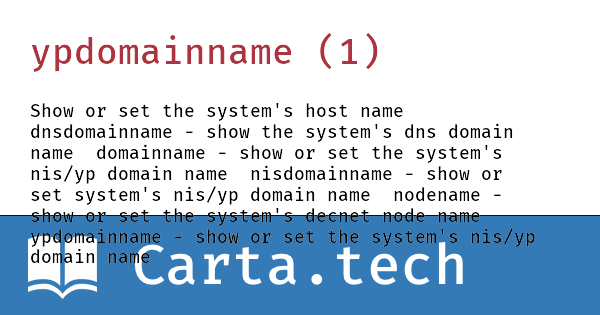 ypdomainname (1)
Show or set the system's host name
dnsdomainname - show the system's dns domain
name  domainname - show or set the system's
nis/yp domain name  nisdomainname - show or
set system's nis/yp domain name  nodename -
show or set the system's decnet node name
ypdomainname - show or set the system's nis/yp
domain name
Carta.tech